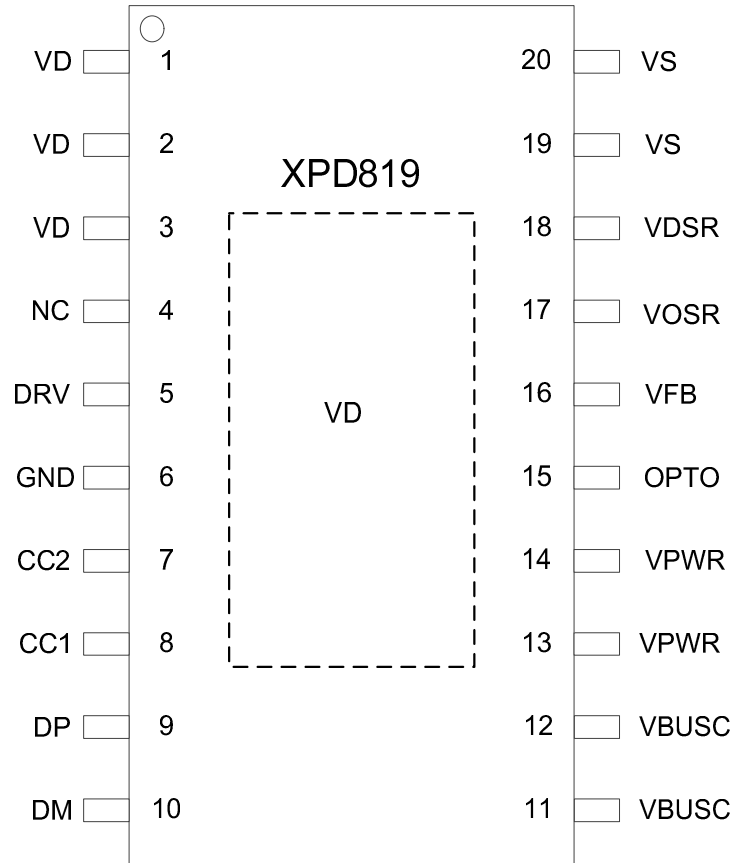 VD 1 20 VS
VD 2 19 VS
XPD819
VD 3 18 VDSR
NC 4 17 VOSR
DRV 5 16 VFB
VD
GND 6 15 OPTO
CC2 7 14 VPWR
CC1 8 13 VPWR
DP 9 12 VBUSC
DM 10 11 VBUSC